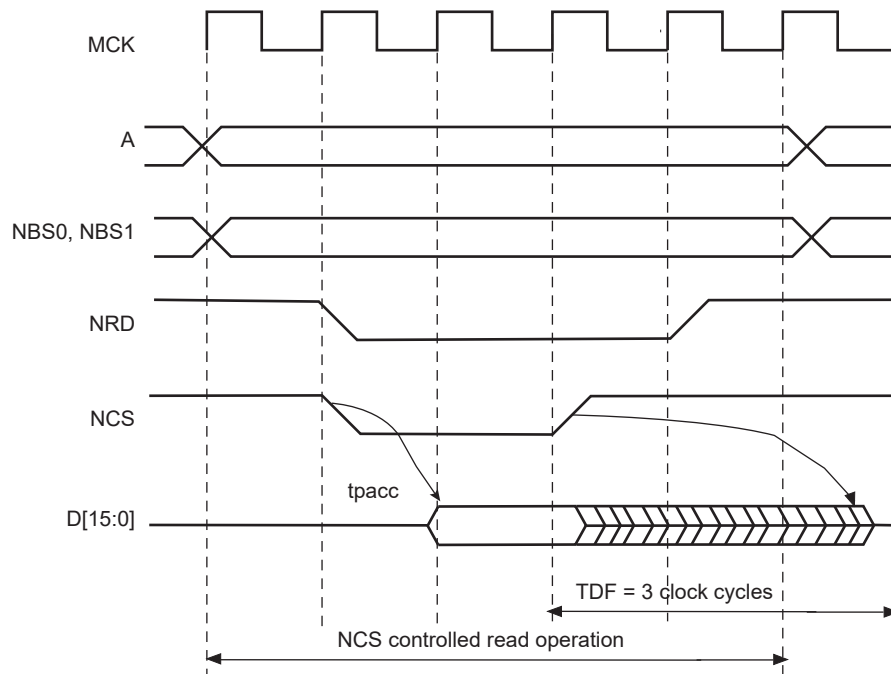 MCK
A
NBS0, NBS1
NRD
NCS
tpacc
D[15:0]
TDF = 3 clock cycles
NCS controlled read operation